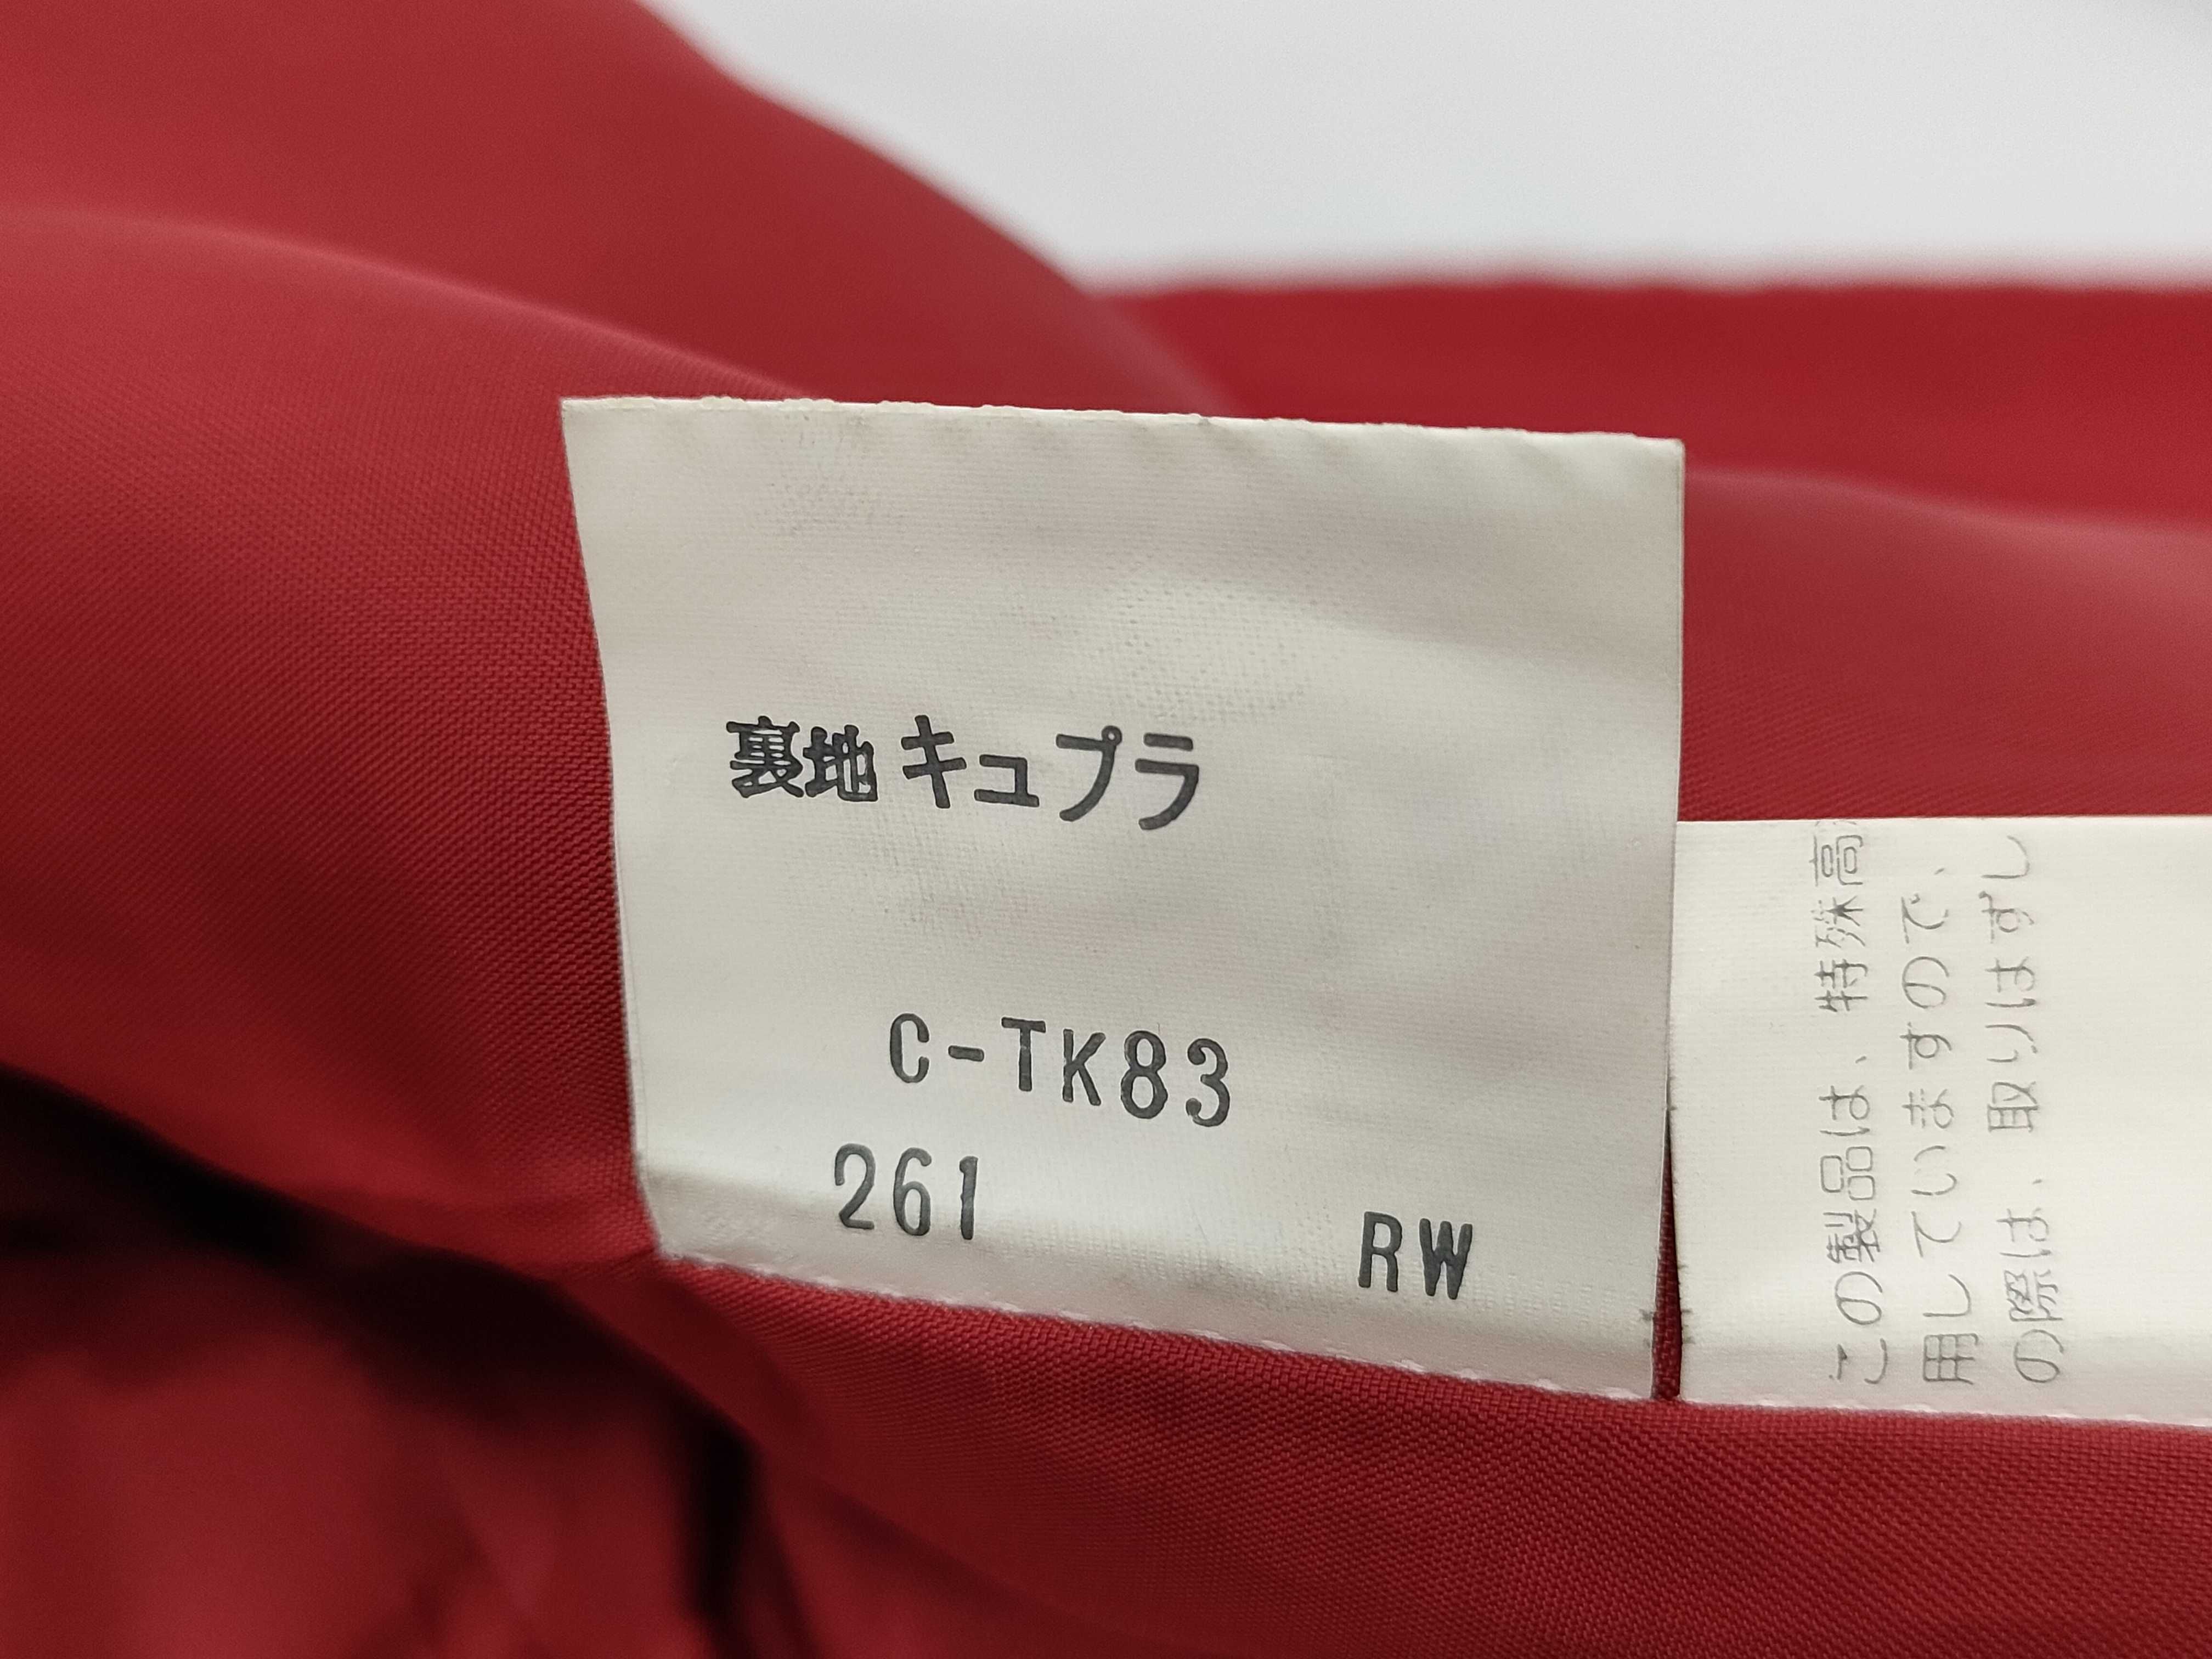 裏地 キュプラ
C-TK83
261 RW
この製品は、特殊高
用していますので、
の際は、取りはずし